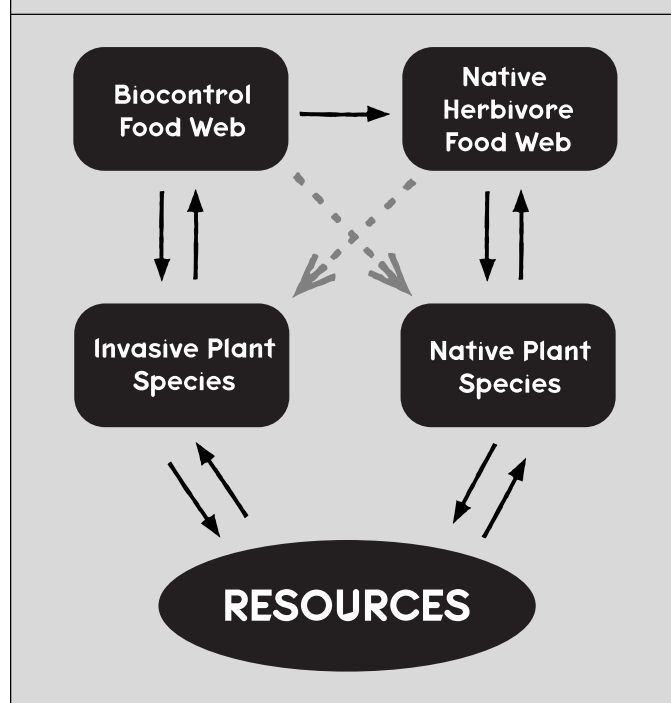 Biocontrol
Food Web
Native
Herbivore
Food Web
Invasive Plant
Species
Native Plant
Species
RESOURCES